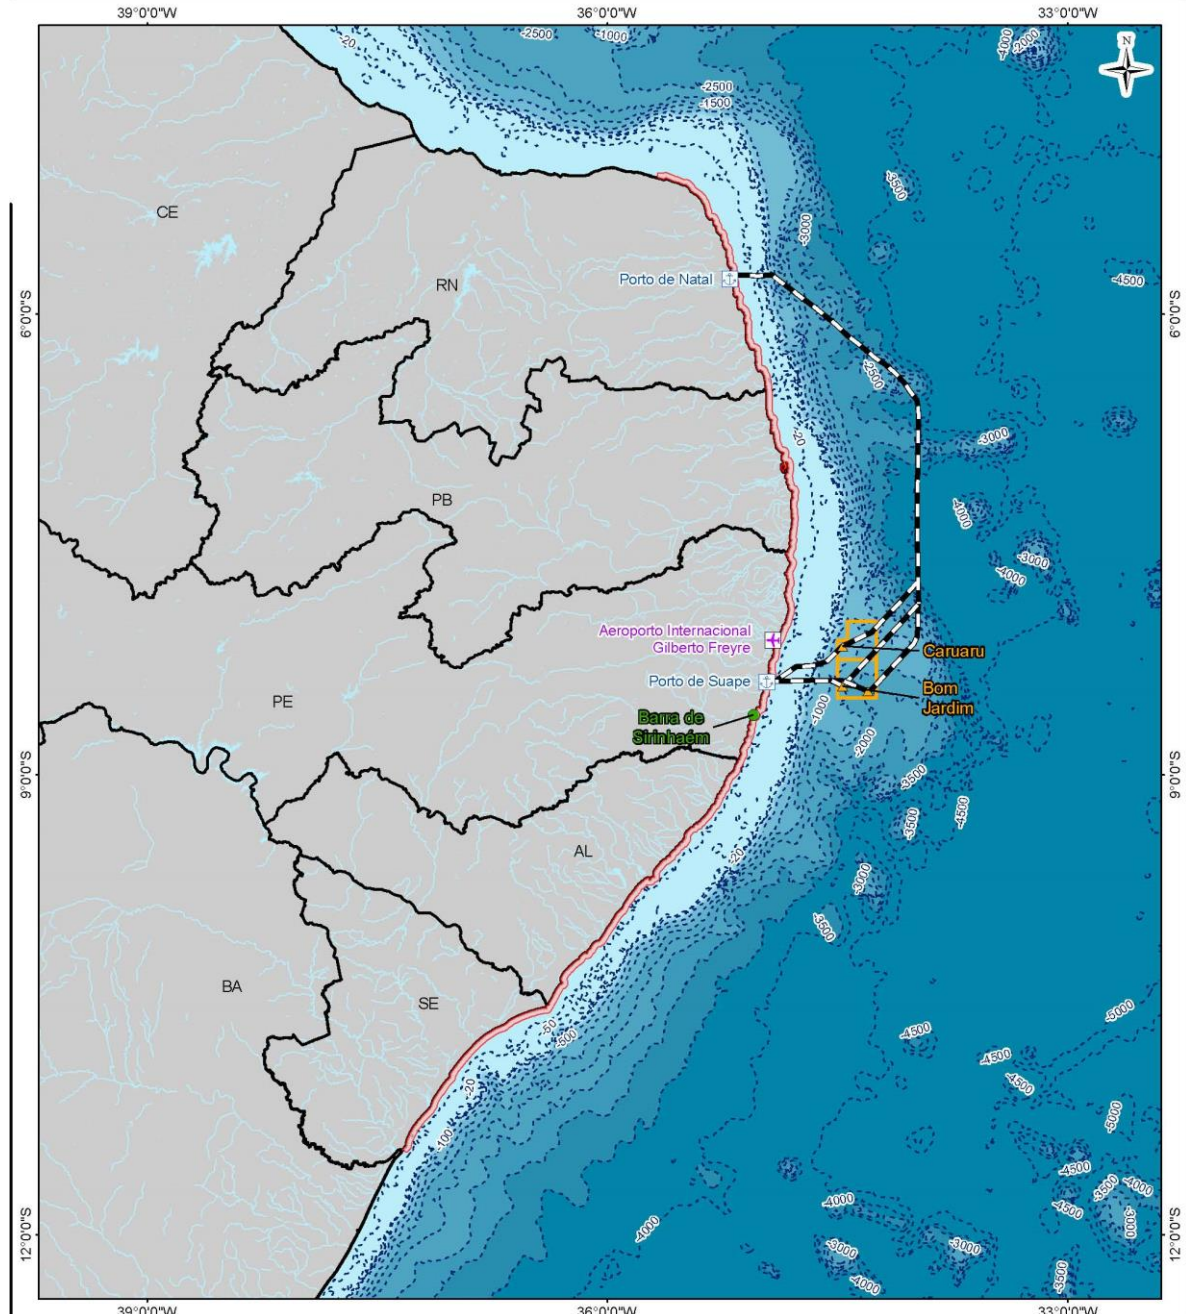 39°0'0"W
36°0'0"W
33°0'0"W
-20
-2500
-1000
-4000
-2000
N
-2500
-1500
-3500
CE
-3000
RN
Porto de Natal
-4500
6°0'0"S
6°0'0"S
-2500
-20
-3000
PB
-4000
-3000
-4000
Aeroporto Internacional
Gilberto Freyre
Caruaru
Porto de Suape
Bom
Jardim
PE
Barra de
Sirinhaém
-1000
-2000
9°0'0"S
9°0'0"S
-3500
-4500
-3500
AL
-20
-3000
-3500
BA
SE
-50
-500
-5000
-4500
-4500
-4500
-20
-5000
-100
-4500
-4000
-3500
-4000
-4500
-3000
-4000
12°0'0"S
12°0'0"S
-3000
-3000
-4000
-3500
39°0'0"W
36°0'0"W
33°0'0"W